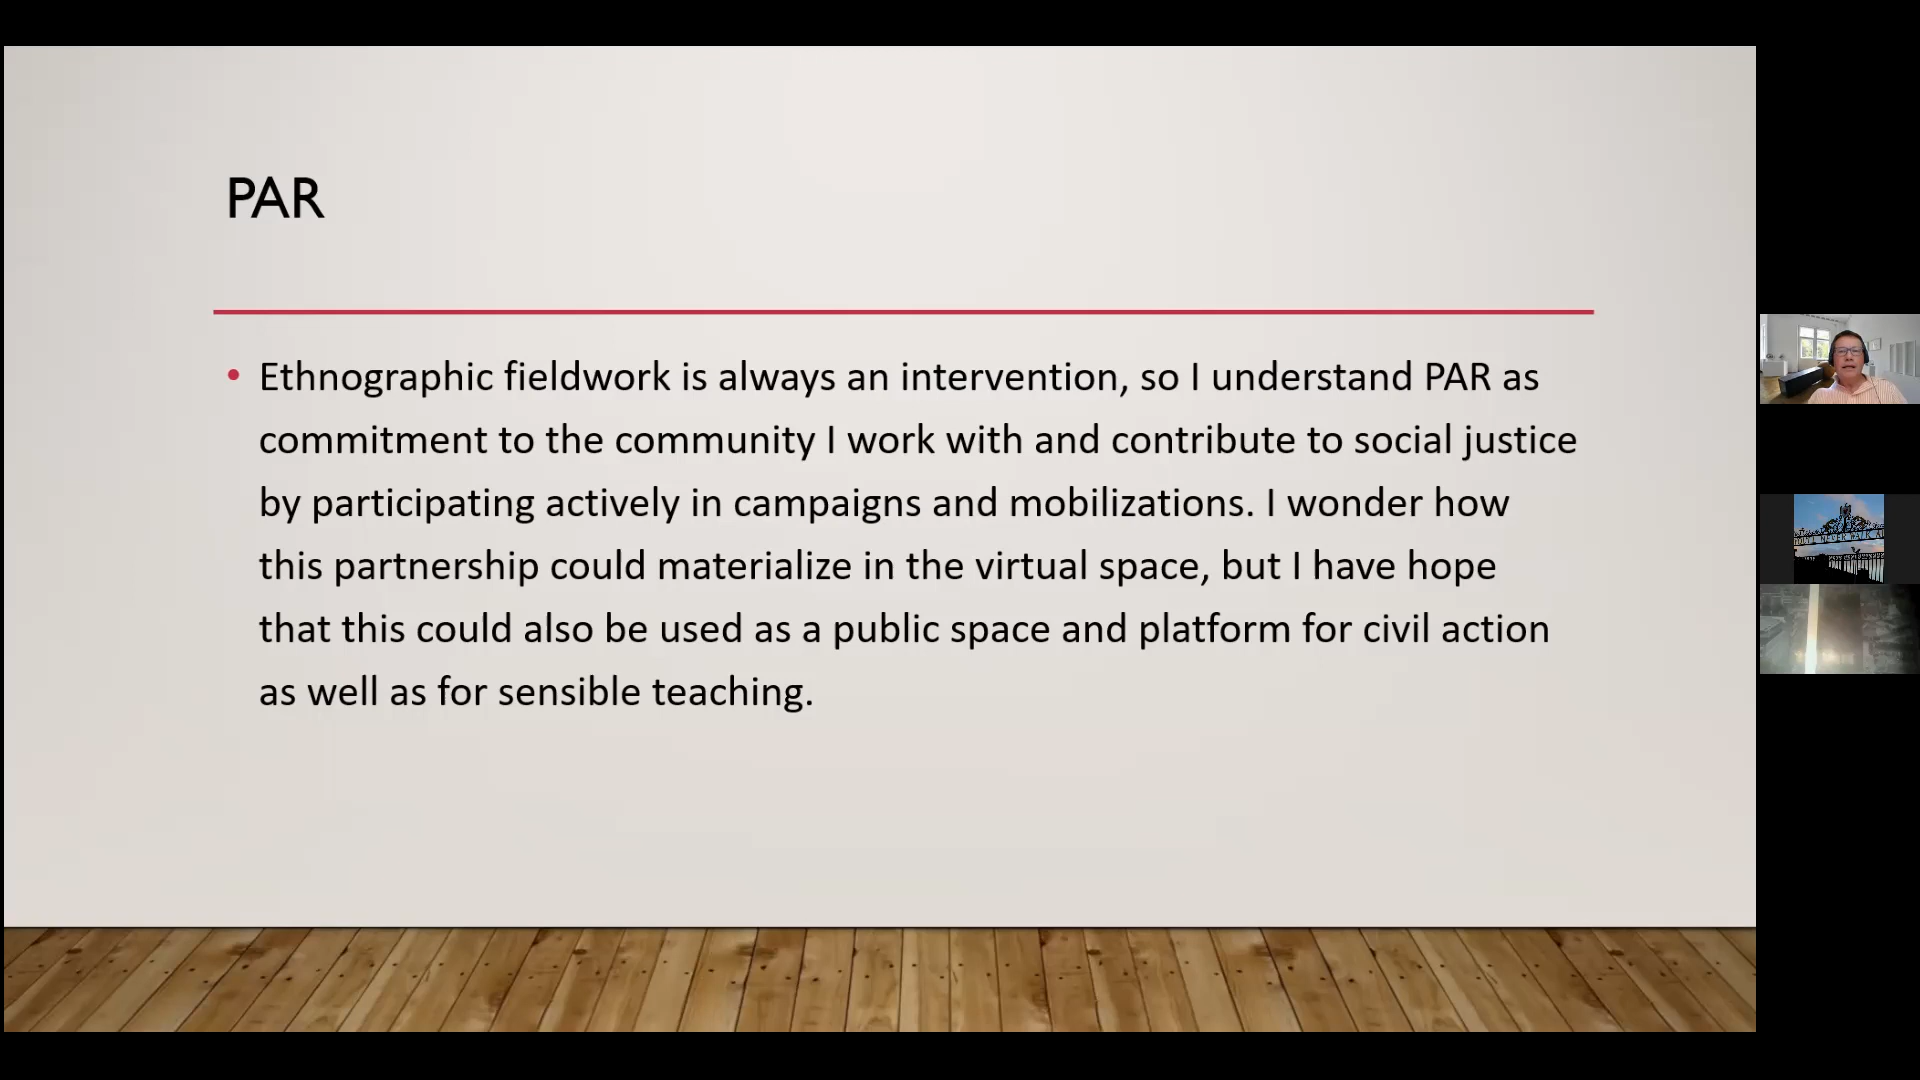 PAR
• Ethnographic fieldwork is always an intervention, so I understand PAR as
commitment to the community I work with and contribute to social justice
by participating actively in campaigns and mobilizations. I wonder how
this partnership could materialize in the virtual space, but I have hope
that this could also be used as a public space and platform for civil action
as well as for sensible teaching.